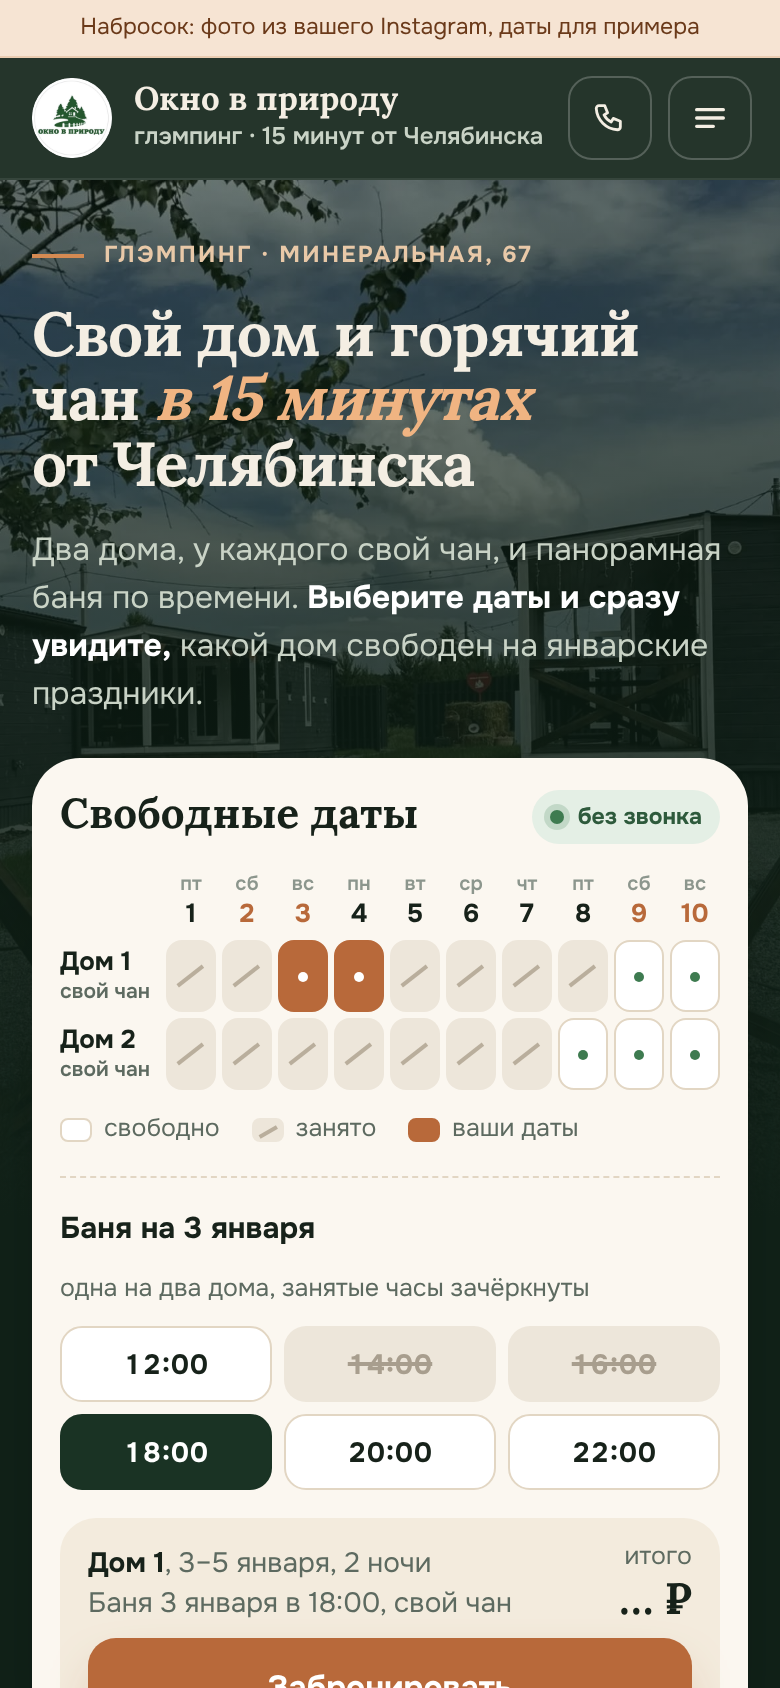 Набросок: фото из вашего Instagram, даты для примера
ОКНО В ПРИРОДУ
Окно в природу
глэмпинг · 15 минут от Челябинска
ГЛЭМПИНГ · МИНЕРАЛЬНАЯ, 67
Свой дом и горячий
чан в 15 минутах
от Челябинска
Два дома, у каждого свой чан, и панорамная
баня по времени. Выберите даты и сразу
увидите, какой дом свободен на январские
праздники.
Свободные даты
без звонка
пт сб вс пн вт ср чт пт сб вс
1 2 3 4 5 6 7 8 9 10
Дом 1
свой чан
Дом 2
свой чан
свободно занято ваши даты
Баня на 3 января
одна на два дома, занятые часы зачёркнуты
12:00 14:00 16:00
18:00 20:00 22:00
Дом 1, 3–5 января, 2 ночи
Баня 3 января в 18:00, свой чан
итого
... ₽
Забронировать